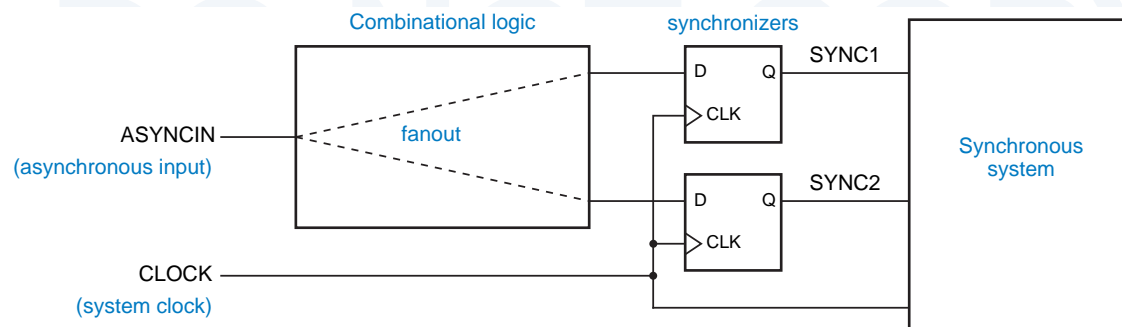 Combinational logic
synchronizers
SYNC1
D
Q
CLK
ASYNCIN
(asynchronous input)
fanout
Synchronous
system
SYNC2
D
Q
CLK
CLOCK
(system clock)